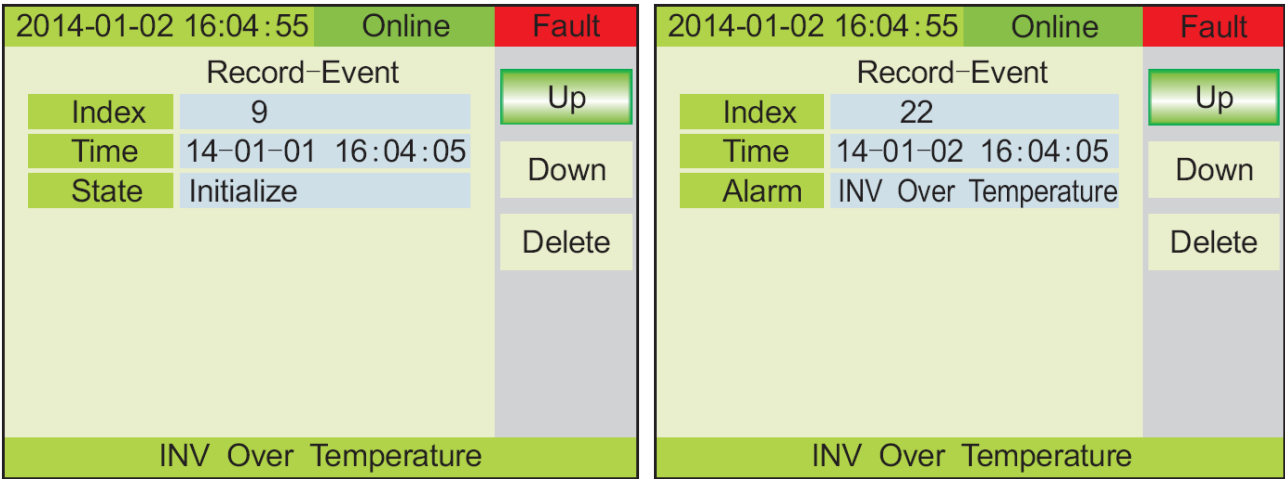 2014-01-02 16:04:55 Online Fault
Record-Event
Index 9
Time 14-01-01 16:04:05
State Initialize
Up
Down
Delete
INV Over Temperature
2014-01-02 16:04:55 Online Fault
Record-Event
Index 22
Time 14-01-02 16:04:05
Alarm INV Over Temperature
Up
Down
Delete
INV Over Temperature